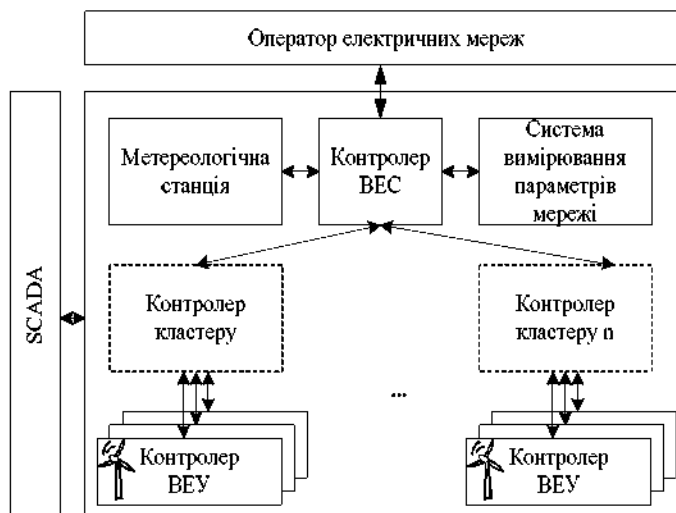 Оператор електричних мереж
SCADA
Метереологічна
станція
Контролер
ВЕС
Система
вимірювання
параметрів
мережі
Контролер
кластеру
Контролер
кластеру n
...
Контролер
ВЕУ
Контролер
ВЕУ